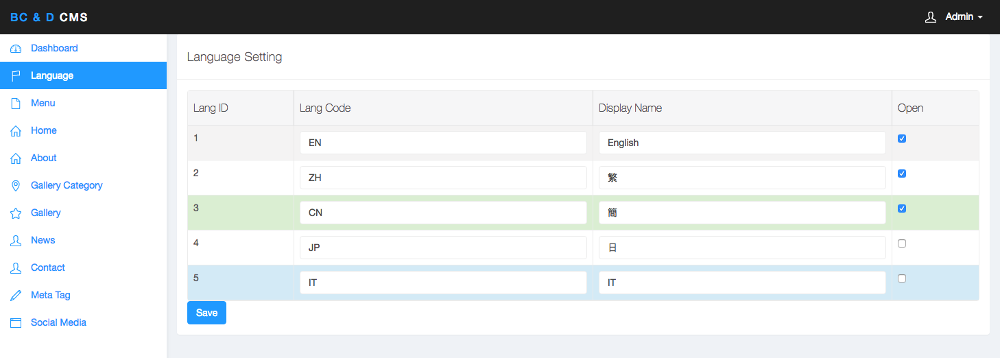 BC & D CMS
Admin
Dashboard
Language
Menu
Home
About
Gallery Category
Gallery
News
Contact
Meta Tag
Social Media
Language Setting
Lang ID Lang Code Display Name Open
1 EN English
2 ZH 繁
3 CN 簡
4 JP 日
5 IT IT
Save